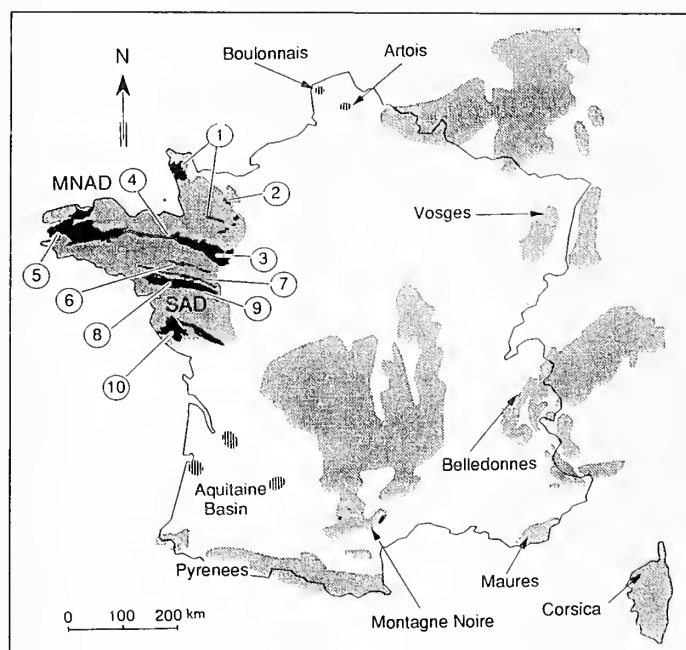 Boulonnais
Artois
N
1
MNAD
4
2
Vosges
5
3
6
7
SAD
9
8
10
Belledonnes
Aquitaine
Basin
Pyrenees
Maures
Corsica
Montagne Noire
0 100 200 km